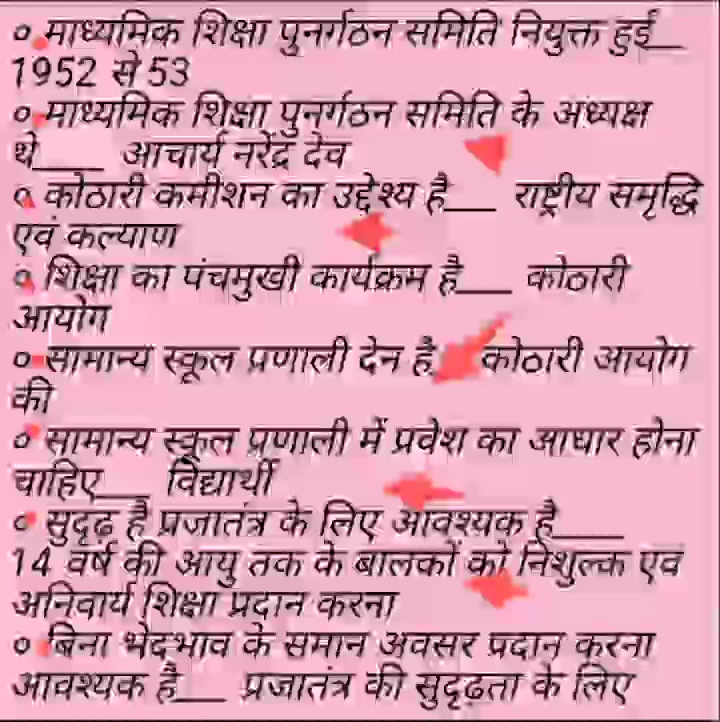 ० माध्यमिक शिक्षा पुनर्गठन समिति नियुक्त हुई__
1952 से 53
० माध्यमिक शिक्षा पुनर्गठन समिति के अध्यक्ष
थे____ आचार्य नरेंद्र देव
० कोठारी कमीशन का उद्देश्य है___ राष्ट्रीय समृद्धि
एवं कल्याण
० शिक्षा का पंचमुखी कार्यक्रम है___ कोठारी
आयोग
० सामान्य स्कूल प्रणाली देन है__ कोठारी आयोग
की
० सामान्य स्कूल प्रणाली में प्रवेश का आधार होना
चाहिए___ विद्यार्थी
० सुदृढ़ है प्रजातंत्र के लिए आवश्यक है____
14 वर्ष की आयु तक के बालकों को निशुल्क एवं
अनिवार्य शिक्षा प्रदान करना
० बिना भेदभाव के समान अवसर प्रदान करना
आवश्यक है___ प्रजातंत्र की सुदृढ़ता के लिए